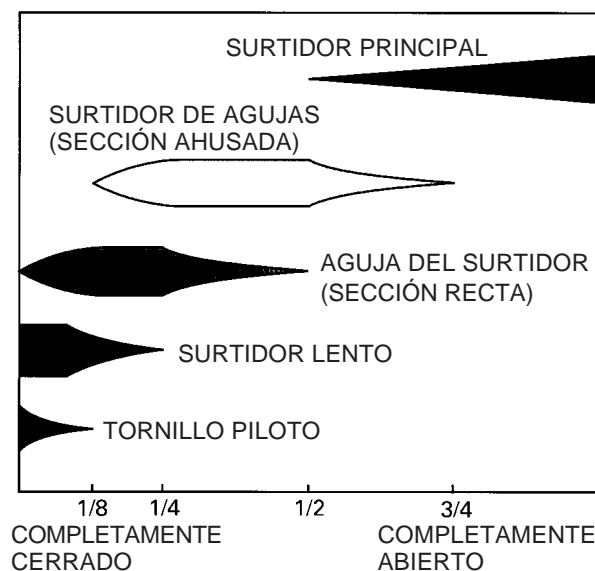 SURTIDOR PRINCIPAL
SURTIDOR DE AGUJAS
(SECCIÓN AHUSADA)
AGUJA DEL SURTIDOR
(SECCIÓN RECTA)
SURTIDOR LENTO
TORNILLO PILOTO
1/8 1/4 1/2 3/4
COMPLETAMENTE COMPLETAMENTE
CERRADO ABIERTO